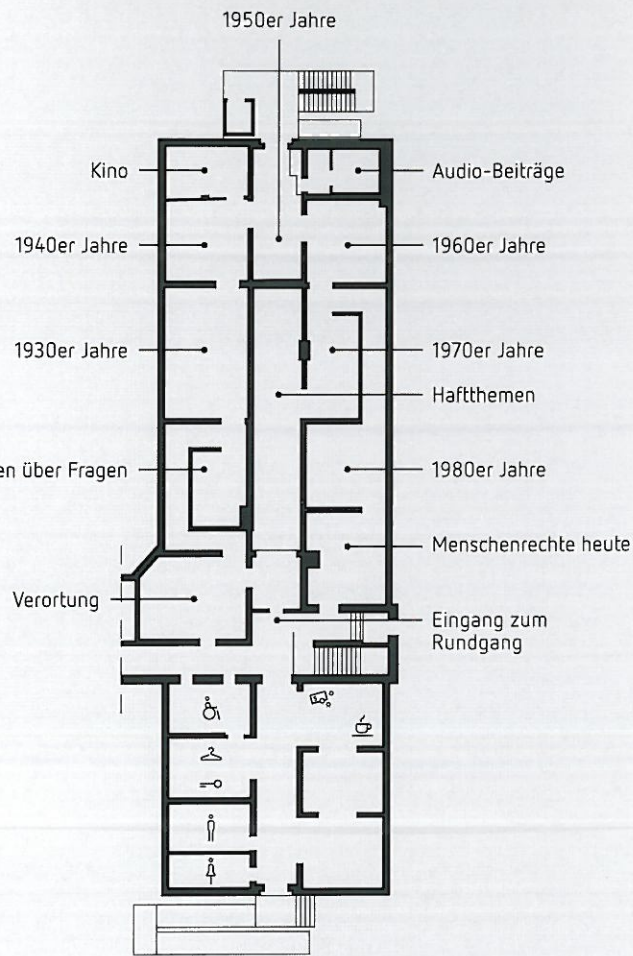 1950er Jahre
Kino
Audio-Beiträge
1940er Jahre
1960er Jahre
1930er Jahre
1970er Jahre
Haftthemen
en über Fragen
1980er Jahre
Menschenrechte heute
Verortung
Eingang zum
Rundgang